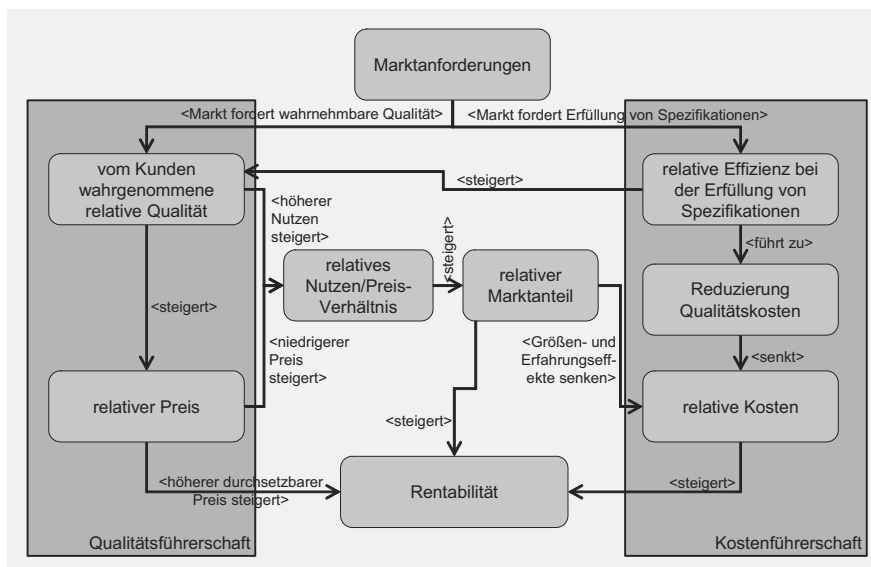 Marktanforderungen
<Markt fordert wahrnehmbare Qualität>
<Markt fordert Erfüllung von Spezifikationen>
vom Kunden
wahrgenommene
relative Qualität
<steigert>
relative Effizienz bei
der Erfüllung von
Spezifikationen
<höherer
Nutzen
steigert>
<steigert>
<führt zu>
relatives
Nutzen/Preis-
Verhältnis
relativer
Marktanteil
Reduzierung
Qualitätskosten
<steigert>
<niedrigerer
Preis
steigert>
<Größen- und
Erfahrungseff-
ekte senken>
<senkt>
relativer Preis
<steigert>
relative Kosten
<höherer durchsetzbarer
Preis steigert>
Rentabilität
<steigert>
Qualitätsführerschaft
Kostenführerschaft